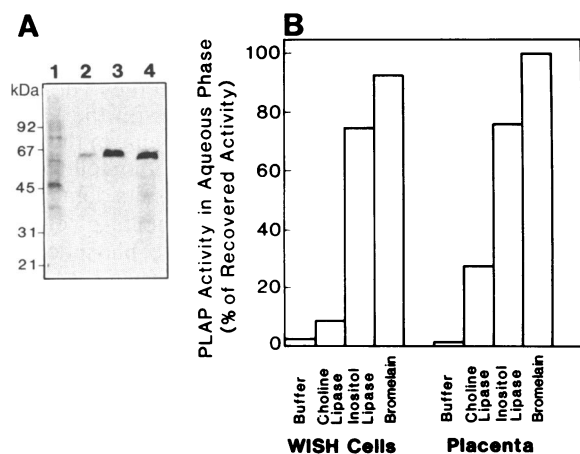 A
1 2 3 4
kDa
92
67
45
31
21
B
PLAP Activity in Aqueous Phase
(% of Recovered Activity)
100
80
60
40
20
0
Buffer
Choline
Lipase
Inositol
Lipase
Bromelain
Buffer
Choline
Lipase
Inositol
Lipase
Bromelain
WISH Cells
Placenta